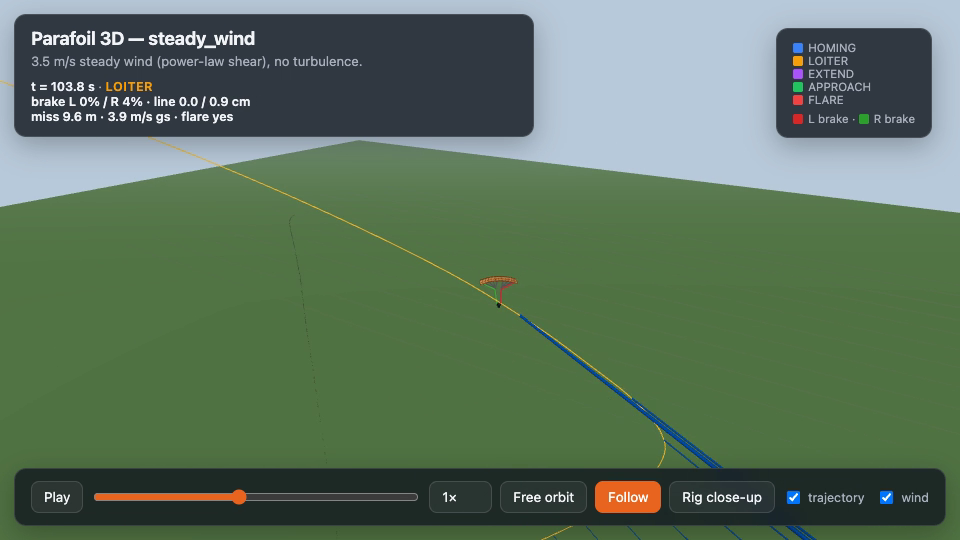 Parafoil 3D — steady_wind
3.5 m/s steady wind (power-law shear), no turbulence.
t = 103.8 s · LOITER
brake L 0% / R 4% · line 0.0 / 0.9 cm
miss 9.6 m · 3.9 m/s gs · flare yes
HOMING
LOITER
EXTEND
APPROACH
FLARE
L brake · R brake
Play 1× Free orbit Follow Rig close-up trajectory wind